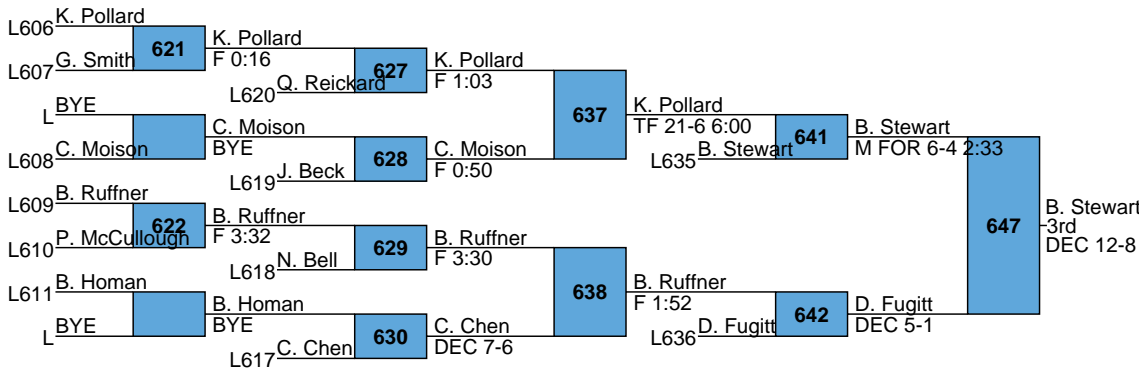 K. Pollard
L606
621
K. Pollard
F 0:16
G. Smith
L607
627
K. Pollard
F 1:03
Q. Reickard
L620
BYE
L
637
K. Pollard
TF 21-6 6:00
C. Moison
BYE
C. Moison
L608
628
C. Moison
F 0:50
J. Beck
L619
641
B. Stewart
M FOR 6-4 2:33
B. Stewart
L635
B. Ruffner
L609
622
B. Ruffner
F 3:32
P. McCullough
L610
629
B. Ruffner
F 3:30
N. Bell
L618
647
B. Stewart
3rd
DEC 12-8
B. Homan
L611
638
B. Ruffner
F 1:52
B. Homan
BYE
BYE
L
630
C. Chen
DEC 7-6
C. Chen
L617
642
D. Fugitt
DEC 5-1
D. Fugitt
L636